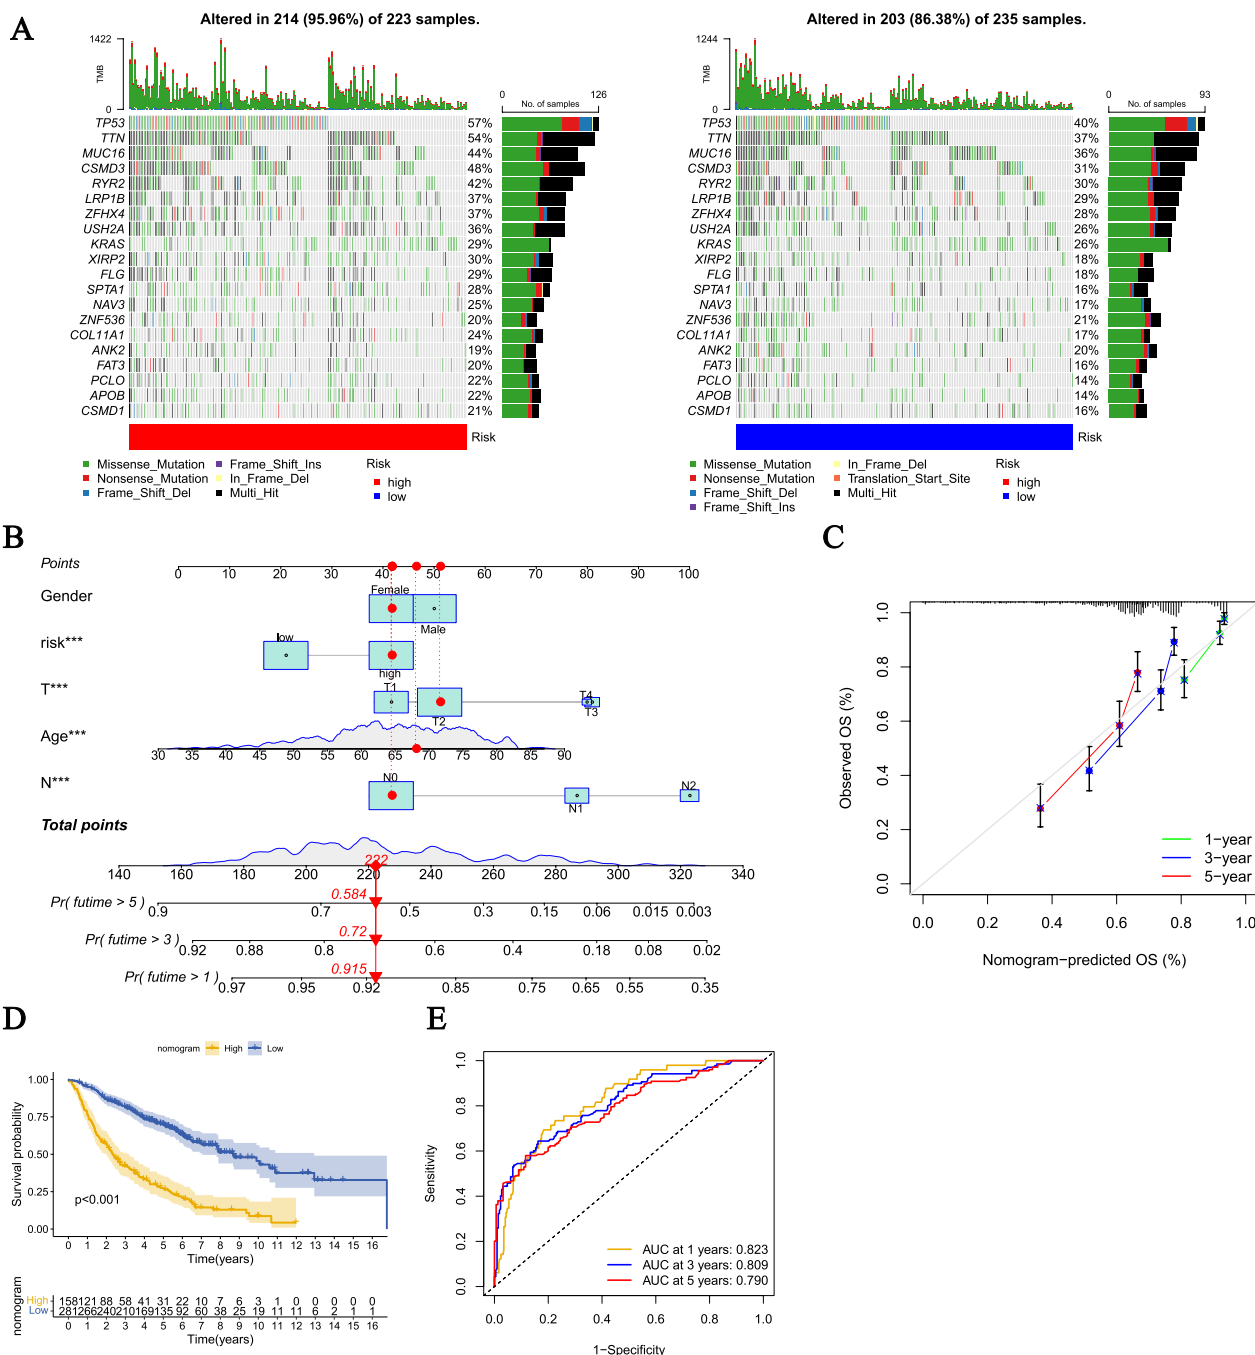 A
Altered in 214 (95.96%) of 223 samples.
1422
TMB
0
0 126
No. of samples
TP53 57%
TTN 54%
MUC16 44%
CSMD3 48%
RYR2 42%
LRP1B 37%
ZFHX4 37%
USH2A 36%
KRAS 29%
XIRP2 30%
FLG 29%
SPTA1 28%
NAV3 25%
ZNF536 20%
COL11A1 24%
ANK2 19%
FAT3 20%
PCLO 22%
APOB 22%
CSMD1 21%
Risk
Missense_Mutation
Nonsense_Mutation
Frame_Shift_Del
Frame_Shift_Ins
In_Frame_Del
Multi_Hit
Risk
high
low
Altered in 203 (86.38%) of 235 samples.
1244
TMB
0
0 93
No. of samples
TP53 40%
TTN 37%
MUC16 36%
CSMD3 31%
RYR2 30%
LRP1B 29%
ZFHX4 28%
USH2A 26%
KRAS 26%
XIRP2 18%
FLG 18%
SPTA1 16%
NAV3 17%
ZNF536 21%
COL11A1 17%
ANK2 20%
FAT3 16%
PCLO 14%
APOB 14%
CSMD1 16%
Risk
Missense_Mutation
Nonsense_Mutation
Frame_Shift_Del
Frame_Shift_Ins
In_Frame_Del
Translation_Start_Site
Multi_Hit
Risk
high
low
B
Points
0 10 20 30 40 50 60 70 80 90 100
Gender
Female
Male
risk***
low
high
T***
T1
T2
T4
T3
Age***
30 35 40 45 50 55 60 65 70 75 80 85 90
N***
N0
N1
N2
Total points
222
140 160 180 200 220 240 260 280 300 320 340
0.584
Pr( futime > 5 )
0.9 0.7 0.5 0.3 0.15 0.06 0.015 0.003
0.72
Pr( futime > 3 )
0.92 0.88 0.8 0.6 0.4 0.18 0.08 0.02
0.915
Pr( futime > 1 )
0.97 0.95 0.92 0.85 0.75 0.65 0.55 0.35
C
Observed OS (%)
1.0
0.8
0.6
0.4
0.2
0.0
0.0 0.2 0.4 0.6 0.8 1.0
Nomogram−predicted OS (%)
1−year
3−year
5−year
D
nomogram High Low
Survival probability
1.00
0.75
0.50
0.25
0.00
p<0.001
0 1 2 3 4 5 6 7 8 9 10 11 12 13 14 15 16
Time(years)
nomogram
High 158 121 88 58 41 31 22 10 7 6 3 1 0 0 0 0 0
Low 281 266 240 210 169 135 92 60 38 25 19 11 11 6 2 1 1
0 1 2 3 4 5 6 7 8 9 10 11 12 13 14 15 16
Time(years)
E
Sensitivity
1.0
0.8
0.6
0.4
0.2
0.0
AUC at 1 years: 0.823
AUC at 3 years: 0.809
AUC at 5 years: 0.790
0.0 0.2 0.4 0.6 0.8 1.0
1−Specificity